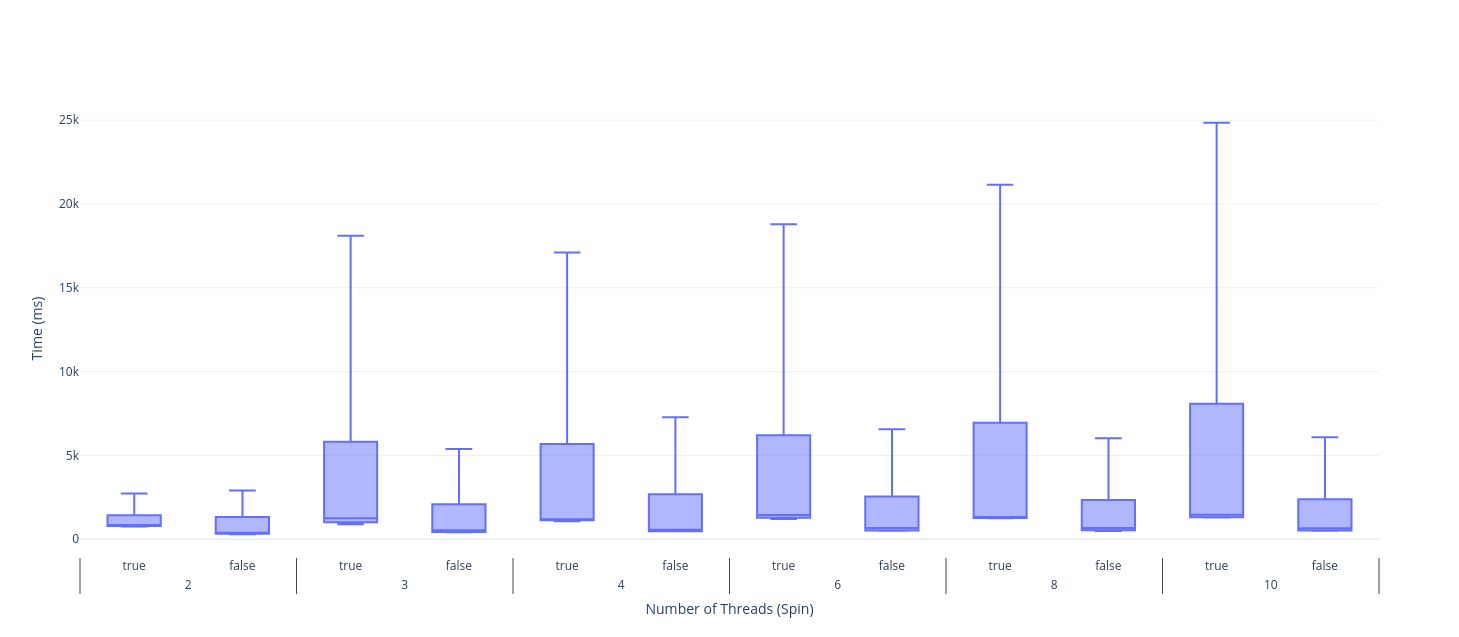 25k
20k
15k
10k
5k
0
Time (ms)
true false true false true false true false true false true false
2 3 4 6 8 10
Number of Threads (Spin)